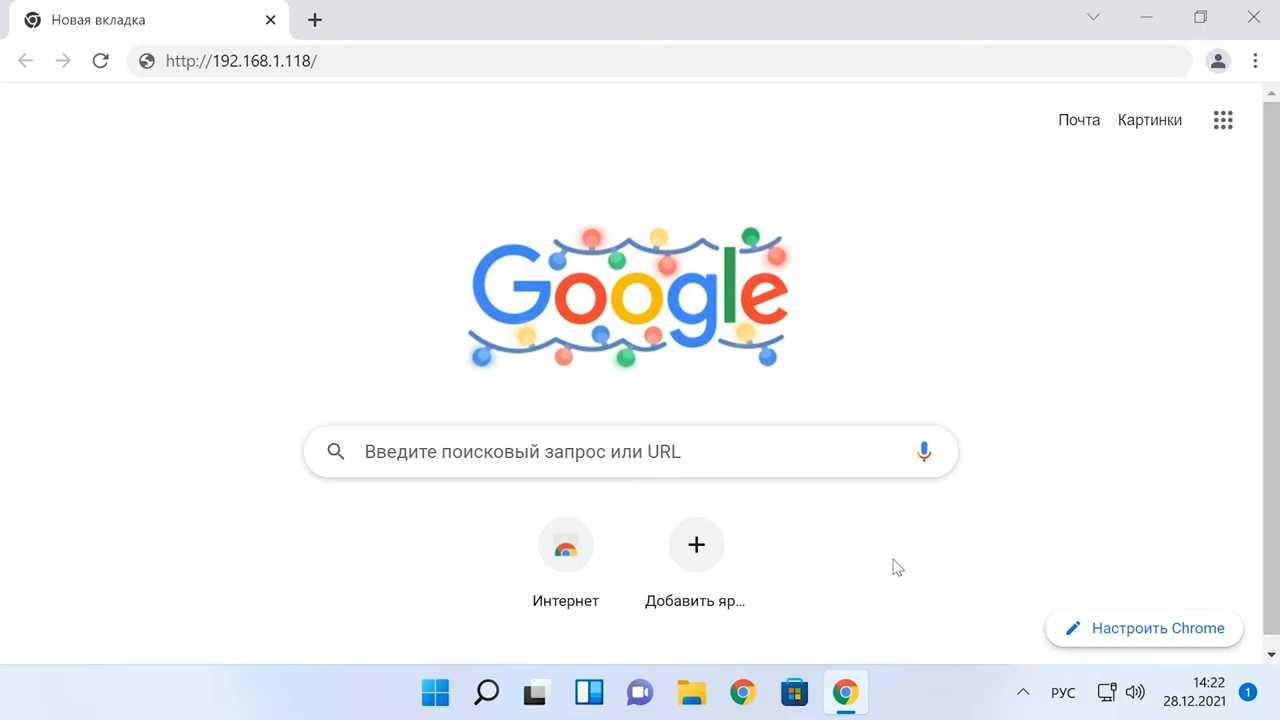 Новая вкладка
http://192.168.1.118/
Почта Картинки
Google
Введите поисковый запрос или URL
Интернет Добавить яр...
Настроить Chrome
РУС 14:22 1
28.12.2021